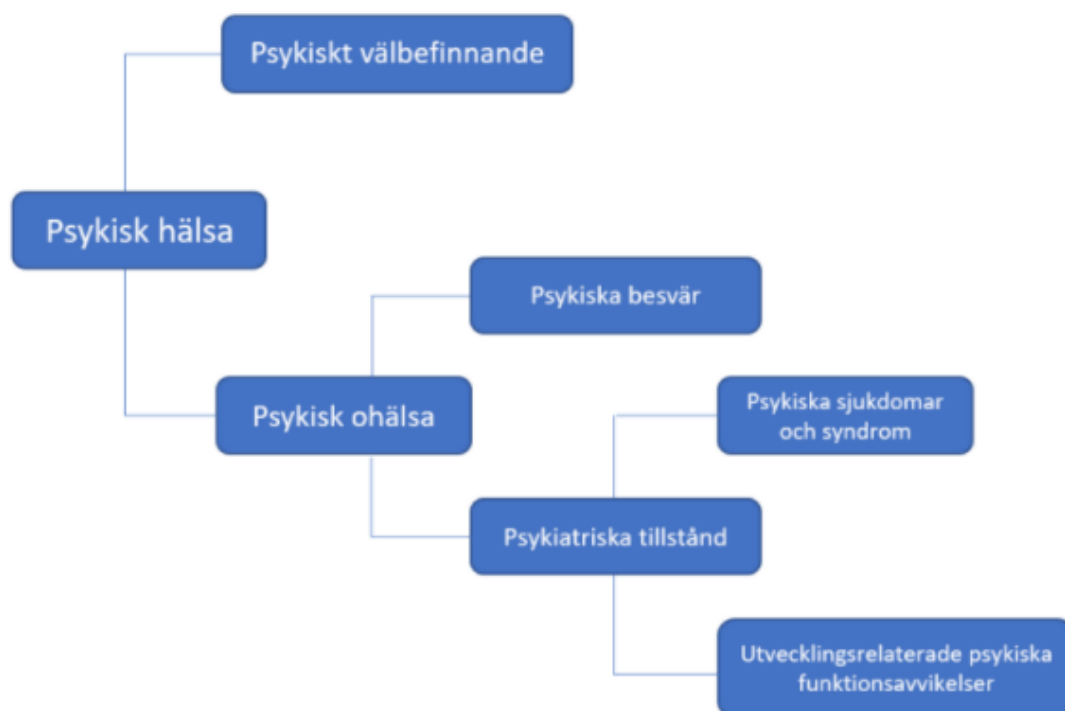 Psykiskt välbefinnande
Psykisk hälsa
Psykiska besvär
Psykisk ohälsa
Psykiska sjukdomar
och syndrom
Psykiatriska tillstånd
Utvecklingsrelaterade psykiska
funktionsavvikelser